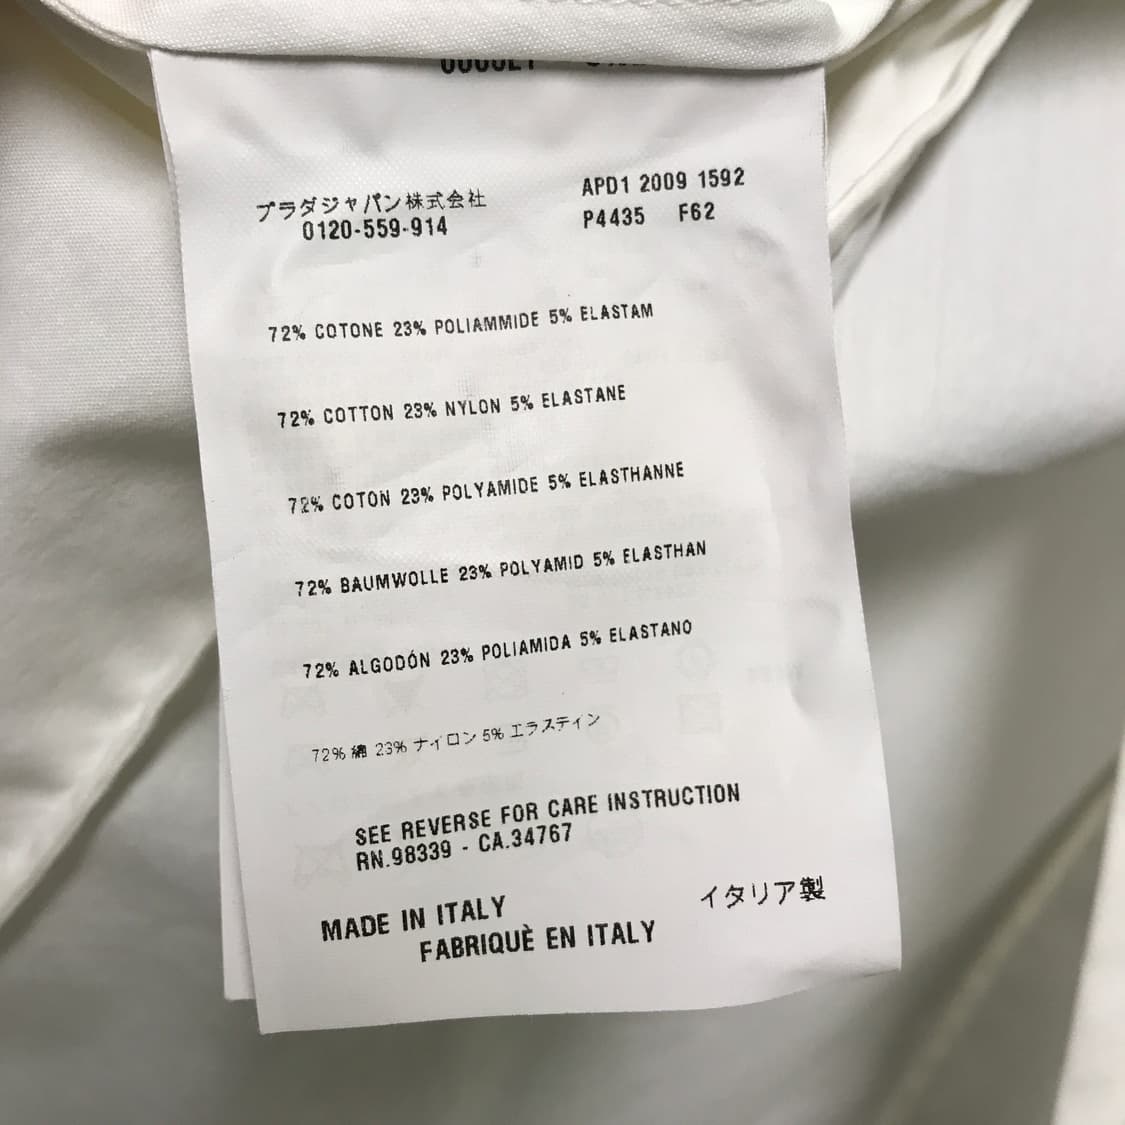 プラダジャパン株式会社
0120-559-914
APD1 2009 1592
P4435 F62
72% COTONE 23% POLIAMMIDE 5% ELASTAM
72% COTTON 23% NYLON 5% ELASTANE
72% COTON 23% POLYAMIDE 5% ELASTHANNE
72% BAUMWOLLE 23% POLYAMID 5% ELASTHAN
72% ALGODÓN 23% POLIAMIDA 5% ELASTANO
72% 綿 23% ナイロン 5% エラスティン
SEE REVERSE FOR CARE INSTRUCTION
RN.98339 - CA.34767
MADE IN ITALY
イタリア製
FABRIQUÈ EN ITALY